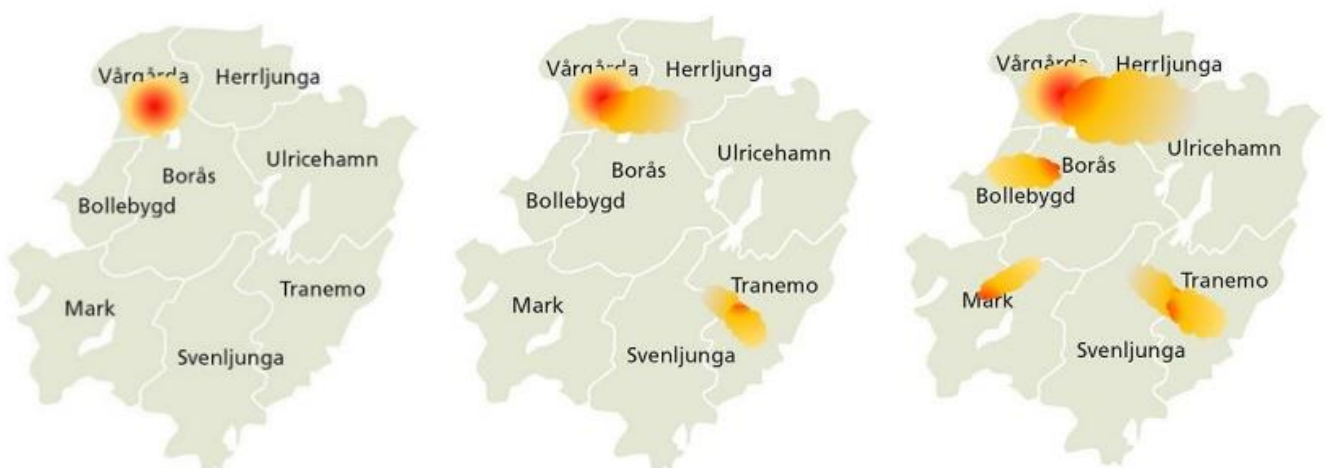 Vårgårda
Herrljunga
Ulricehamn
Borås
Bollebygd
Tranemo
Mark
Svenljunga
Vårgårda
Herrljunga
Ulricehamn
Borås
Bollebygd
Tranemo
Mark
Svenljunga
Vårgårda
Herrljunga
Ulricehamn
Borås
Bollebygd
Tranemo
Mark
Svenljunga